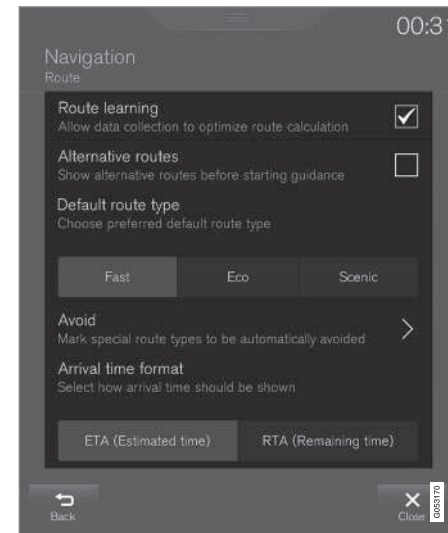 00:31
Navigation
Route
Route learning
Allow data collection to optimize route calculation
Alternative routes
Show alternative routes before starting guidance
Default route type
Choose preferred default route type
Fast Eco Scenic
Avoid
Mark special route types to be automatically avoided
Arrival time format
Select how arrival time should be shown
ETA (Estimated time) RTA (Remaining time)
Back Close
G053170